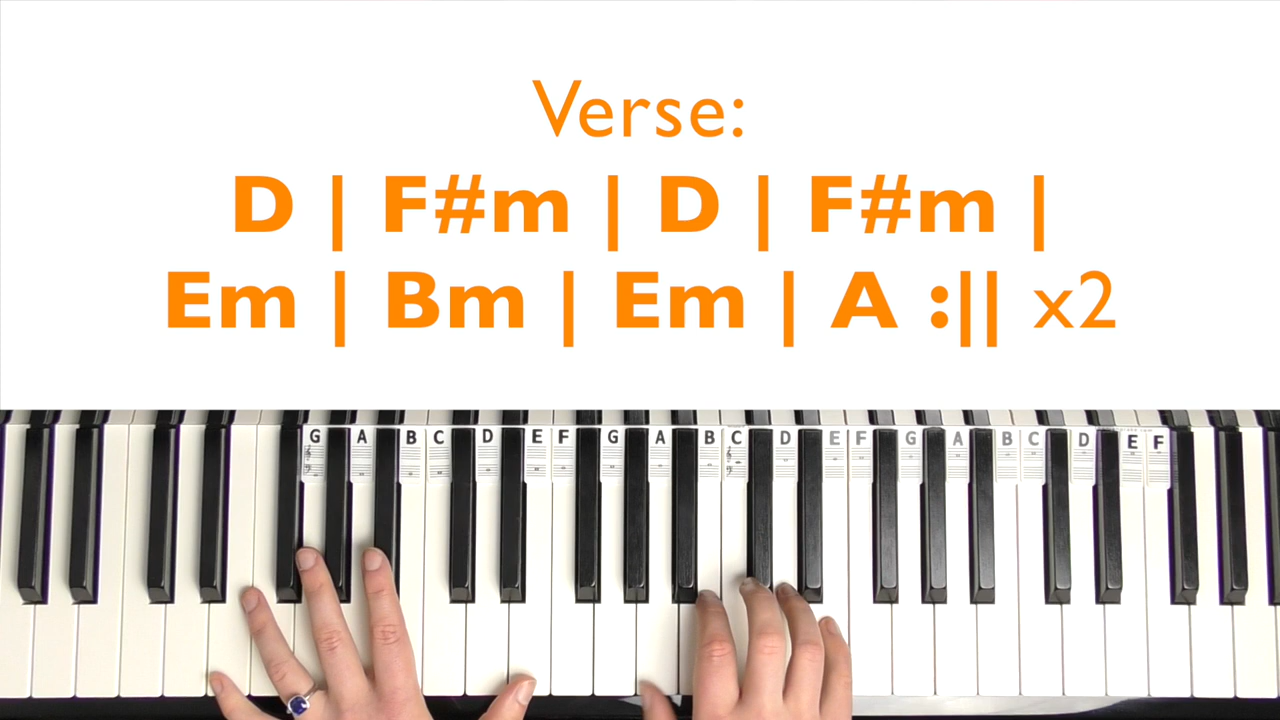 Verse:
D | F#m | D | F#m |
Em | Bm | Em | A :|| x2
G A B C D E F G A B C D E F G A B C D E F